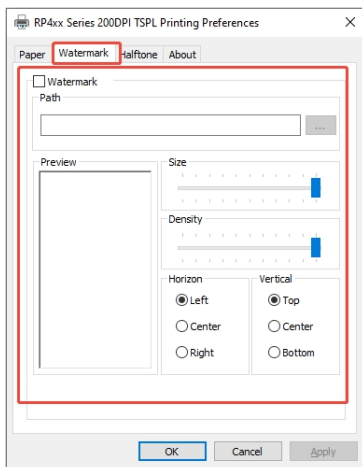 RP4xx Series 200DPI TSPL Printing Preferences
Paper Watermark Halftone About
Watermark
Path
...
Preview
Size
Density
Horizon Vertical
Left Top
Center Center
Right Bottom
OK Cancel Apply